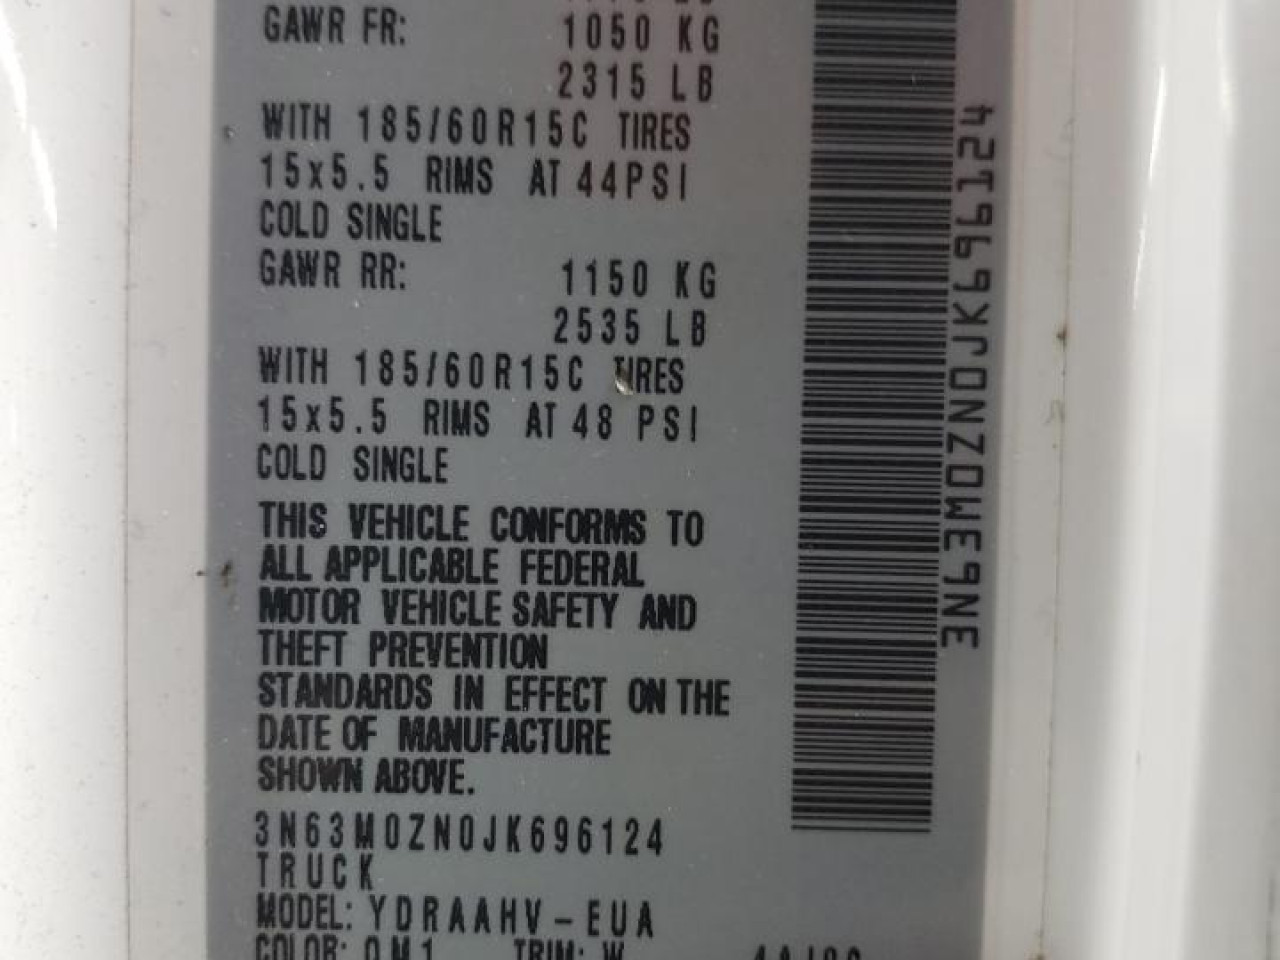 GAWR FR: 1050 KG
2315 LB
WITH 185/60R15C TIRES
15x5.5 RIMS AT 44PSI
COLD SINGLE
GAWR RR: 1150 KG
2535 LB
WITH 185/60R15C TIRES
15x5.5 RIMS AT 48 PSI
COLD SINGLE
THIS VEHICLE CONFORMS TO
ALL APPLICABLE FEDERAL
MOTOR VEHICLE SAFETY AND
THEFT PREVENTION
STANDARDS IN EFFECT ON THE
DATE OF MANUFACTURE
SHOWN ABOVE.
3N63M0ZN0JK696124
TRUCK
MODEL: YDRAAHV-EUA
COLOR: QM1 TRIM: W
3N63M0ZN0JK696124